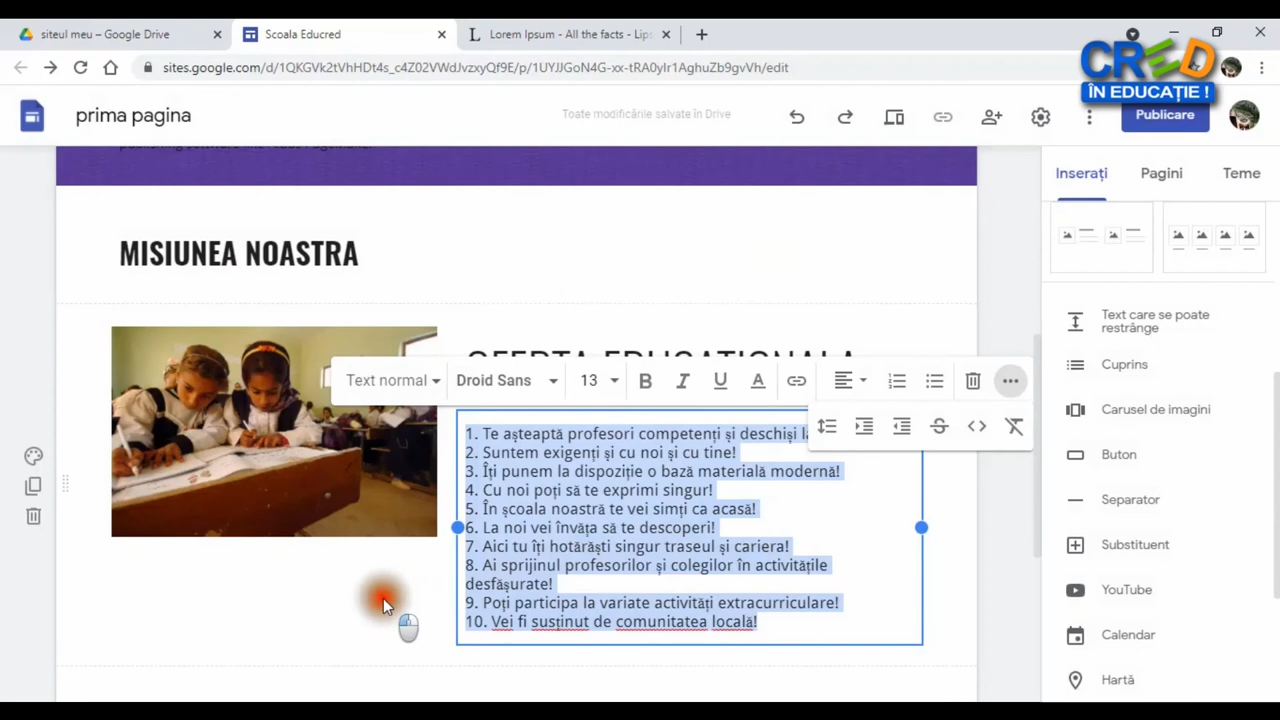 siteul meu – Google Drive
Scoala Educred
Lorem Ipsum - All the facts - Lips
sites.google.com/d/1QKGVk2tVhHDt4s_c4Z02VWdJvzxyQf9E/p/1UYJJGoN4G-xx-tRA0yIr1AghuZb9gvVh/edit
CRED
ÎN EDUCAȚIE !
prima pagina
Toate modificările salvate în Drive
Publicare
Inserați
Pagini
Teme
MISIUNEA NOASTRA
OFERTA EDUCATIONALA
Text normal
Droid Sans
13
1. Te așteaptă profesori competenți și deschiși
2. Suntem exigenți și cu noi și cu tine!
3. Îți punem la dispoziție o bază materială modernă!
4. Cu noi poți să te exprimi singur!
5. În școala noastră te vei simți ca acasă!
6. La noi vei învăța să te descoperi!
7. Aici tu îți hotărăști singur traseul și cariera!
8. Ai sprijinul profesorilor și colegilor în activitățile
desfășurate!
9. Poți participa la variate activități extracurriculare!
10. Vei fi susținut de comunitatea locală!
Text care se poate
restrânge
Cuprins
Carusel de imagini
Buton
Separator
Substituent
YouTube
Calendar
Hartă